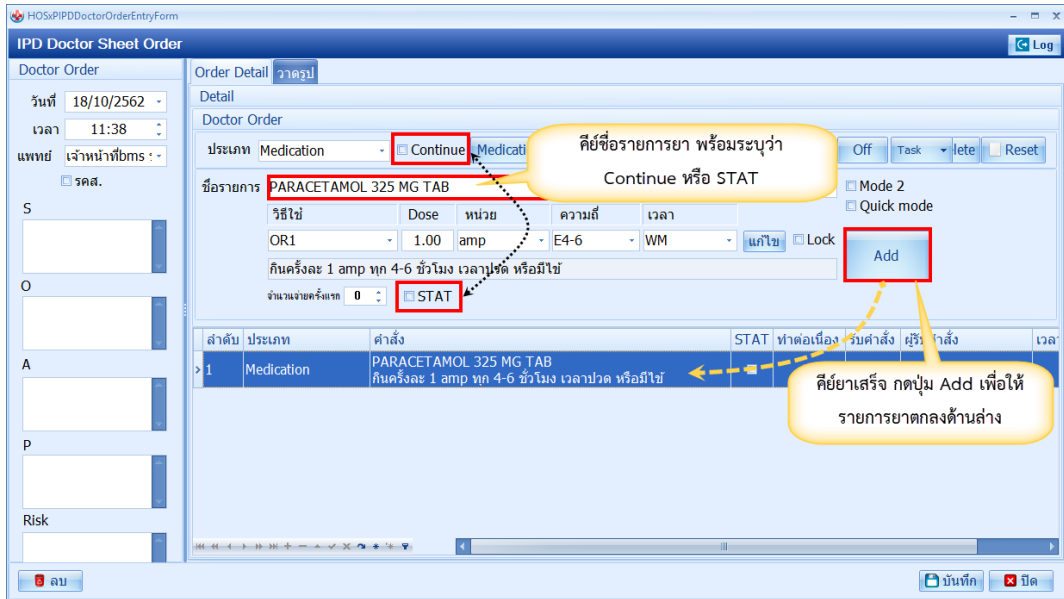 HOSxPIPDDoctorOrderEntryForm
IPD Doctor Sheet Order
Log
Doctor Order
วันที่ 18/10/2562
เวลา 11:38
แพทย์ เจ้าหน้าที่bms
รคส.
S
O
A
P
Risk
Order Detail วาดรูป
Detail
Doctor Order
ประเภท Medication Continue Medicati Off Task lete Reset
คีย์ชื่อรายการยา พร้อมระบุว่า
Continue หรือ STAT
ชื่อรายการ PARACETAMOL 325 MG TAB
Mode 2
Quick mode
วิธีใช้ Dose หน่วย ความถี่ เวลา
OR1 1.00 amp E4-6 WM แก้ไข Lock
Add
กินครั้งละ 1 amp ทุก 4-6 ชั่วโมง เวลาปวด หรือมีไข้
จำนวนจ่ายครั้งแรก 0 STAT
ลำดับ ประเภท คำสั่ง STAT ทำต่อเนื่อง รับคำสั่ง
1 Medication PARACETAMOL 325 MG TAB
กินครั้งละ 1 amp ทุก 4-6 ชั่วโมง เวลาปวด หรือมีไข้
คีย์ยาเสร็จ กดปุ่ม Add เพื่อให้
รายการยาตกลงด้านล่าง
ลบ บันทึก ปิด